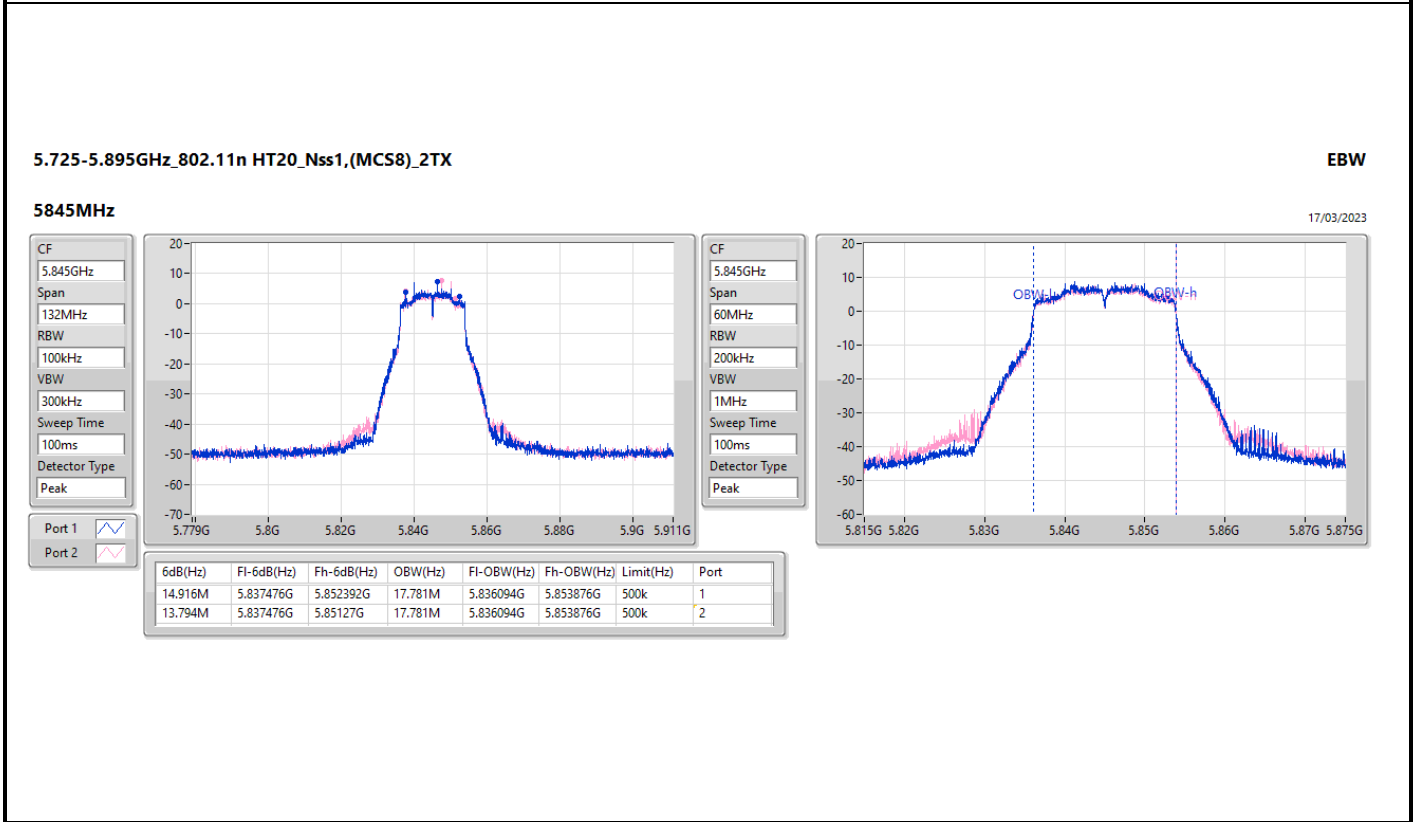 5.725-5.895GHz_802.11n HT20_Nss1,(MCS8)_2TX
EBW
5845MHz
17/03/2023
CF
5.845GHz
Span
132MHz
RBW
100kHz
VBW
300kHz
Sweep Time
100ms
Detector Type
Peak
Port 1
Port 2
20
10
0
-10
-20
-30
-40
-50
-60
-70
5.779G 5.8G 5.82G 5.84G 5.86G 5.88G 5.9G 5.911G
CF
5.845GHz
Span
60MHz
RBW
200kHz
VBW
1MHz
Sweep Time
100ms
Detector Type
Peak
20
10
0
-10
-20
-30
-40
-50
-60
OBW-l OBW-h
5.815G 5.82G 5.83G 5.84G 5.85G 5.86G 5.87G 5.875G
6dB(Hz) Fl-6dB(Hz) Fh-6dB(Hz) OBW(Hz) Fl-OBW(Hz) Fh-OBW(Hz) Limit(Hz) Port
14.916M 5.837476G 5.852392G 17.781M 5.836094G 5.853876G 500k 1
13.794M 5.837476G 5.85127G 17.781M 5.836094G 5.853876G 500k 2